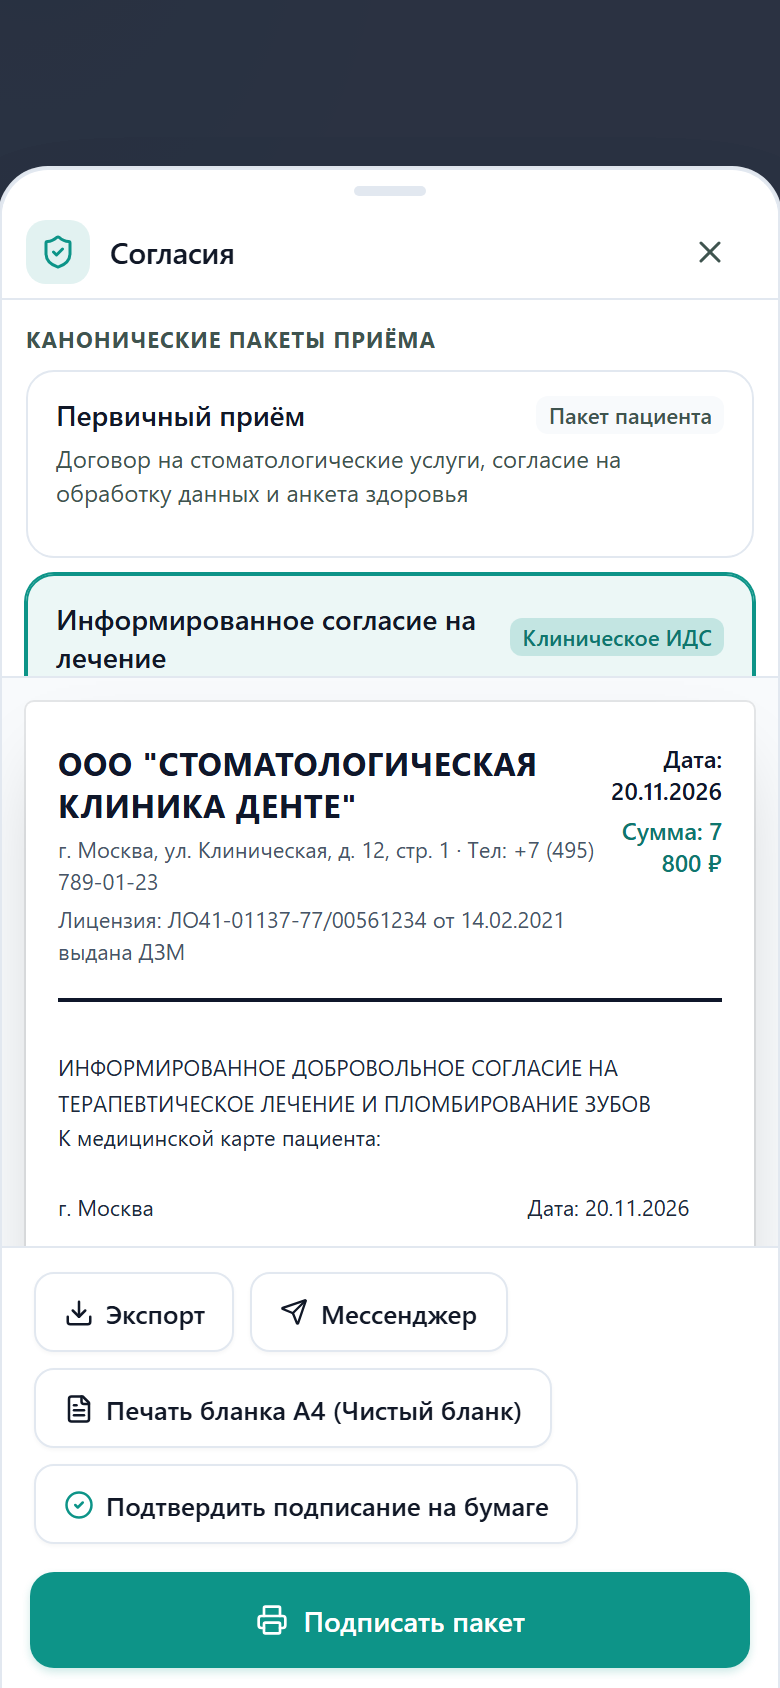 Согласия
КАНОНИЧЕСКИЕ ПАКЕТЫ ПРИЁМА
Первичный приём
Пакет пациента
Договор на стоматологические услуги, согласие на
обработку данных и анкета здоровья
Информированное согласие на
лечение
Клиническое ИДС
ООО "СТОМАТОЛОГИЧЕСКАЯ
КЛИНИКА ДЕНТЕ"
г. Москва, ул. Клиническая, д. 12, стр. 1 · Тел: +7 (495)
789-01-23
Лицензия: ЛО41-01137-77/00561234 от 14.02.2021
выдана ДЗМ
Дата:
20.11.2026
Сумма: 7
800 ₽
ИНФОРМИРОВАННОЕ ДОБРОВОЛЬНОЕ СОГЛАСИЕ НА
ТЕРАПЕВТИЧЕСКОЕ ЛЕЧЕНИЕ И ПЛОМБИРОВАНИЕ ЗУБОВ
К медицинской карте пациента:
г. Москва
Дата: 20.11.2026
Экспорт
Мессенджер
Печать бланка А4 (Чистый бланк)
Подтвердить подписание на бумаге
Подписать пакет